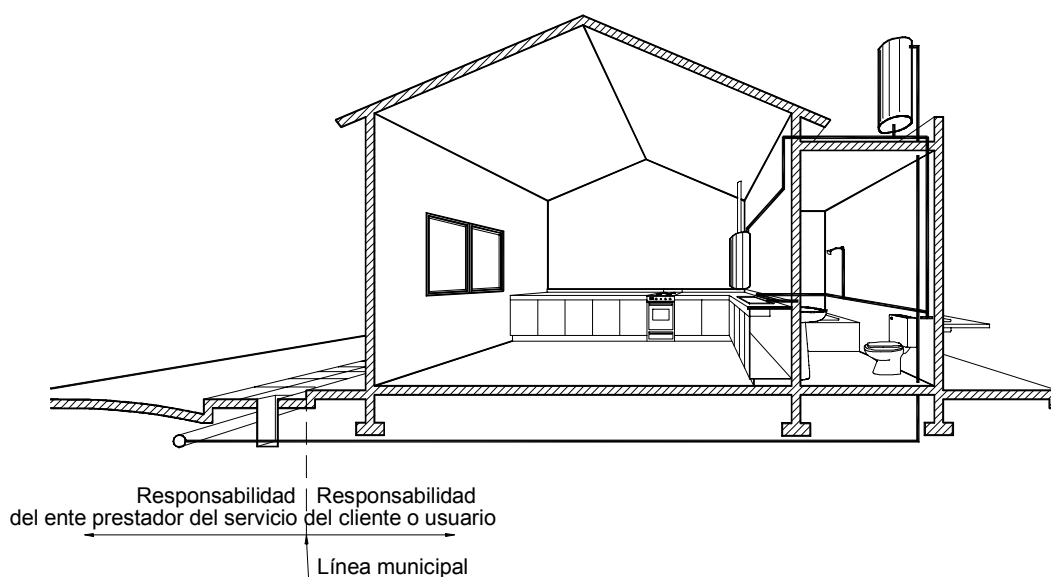 Responsabilidad
del ente prestador del servicio
Responsabilidad
del cliente o usuario
Línea municipal